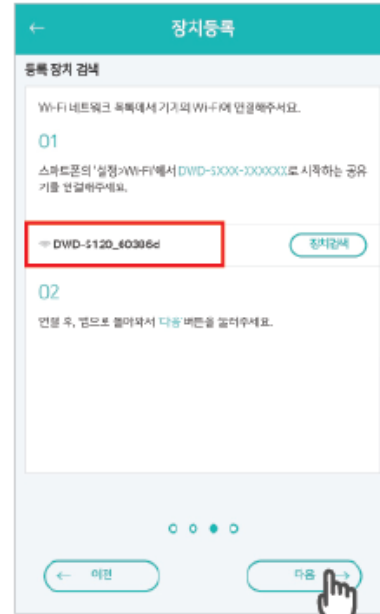 ← 장치등록
등록 장치 검색
Wi-Fi 네트워크 목록에서 기기의 Wi-Fi에 연결해주세요.
01
스마트폰의 '설정>Wi-Fi'에서 DWD-SXXX-XXXXXX로 시작하는 공유
기를 연결해주세요.
DWD-S120_60386d 장치검색
02
연결 후, 앱으로 돌아와서 '다음' 버튼을 눌러주세요.
← 이전
다음 →